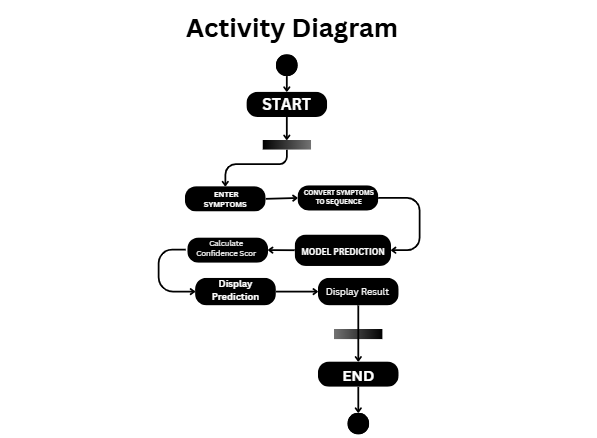 Activity Diagram
START
ENTER
SYMPTOMS
CONVERT SYMPTOMS
TO SEQUENCE
MODEL PREDICTION
Calculate
Confidence Scor
Display
Prediction
Display Result
END